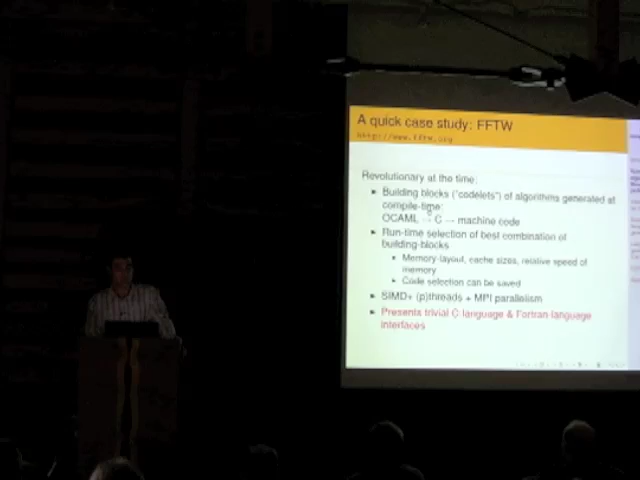 A quick case study: FFTW
http://www.fftw.org
Revolutionary at the time:
Building blocks ("codelets") of algorithms generated at
compile-time:
OCAML → C → machine code
Run-time selection of best combination of
building-blocks
Memory-layout, cache sizes, relative speed of
memory
Code selection can be saved
SIMD+ (p)threads + MPI parallelism
Presents trivial C language & Fortran language
interfaces